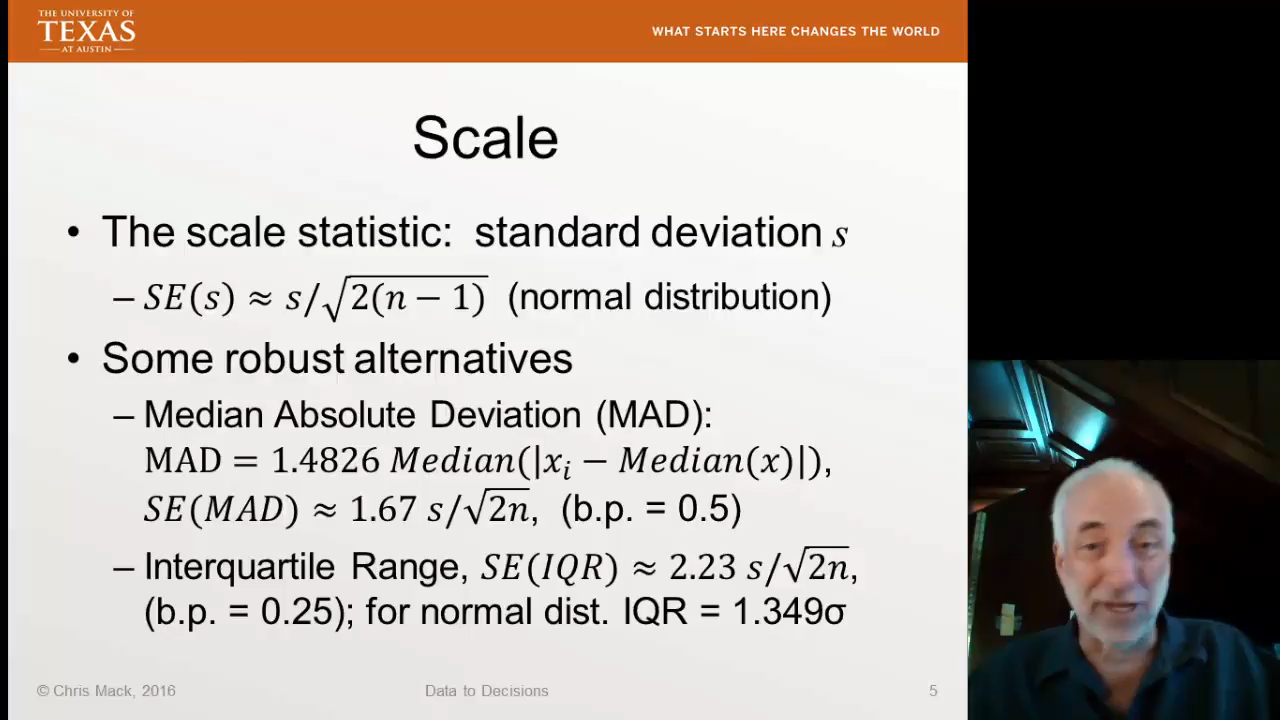 THE UNIVERSITY OF
TEXAS
AT AUSTIN
WHAT STARTS HERE CHANGES THE WORLD
Scale
• The scale statistic: standard deviation s
– SE(s) ≈ s/√2(n − 1) (normal distribution)
• Some robust alternatives
– Median Absolute Deviation (MAD):
MAD = 1.4826 Median(|xᵢ − Median(x)|),
SE(MAD) ≈ 1.67 s/√2n, (b.p. = 0.5)
– Interquartile Range, SE(IQR) ≈ 2.23 s/√2n,
(b.p. = 0.25); for normal dist. IQR = 1.349σ
© Chris Mack, 2016
Data to Decisions
5